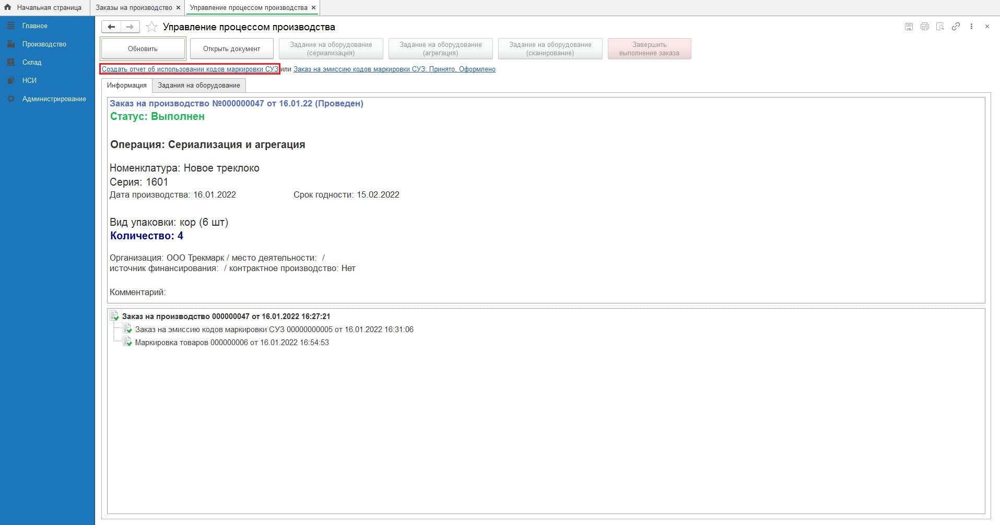 Начальная страница
Заказы на производство ×
Управление процессом производства ×
Главное
Производство
Склад
НСИ
Администрирование
Управление процессом производства
Обновить
Открыть документ
Задание на оборудование
(сериализация)
Задание на оборудование
(агрегация)
Задание на оборудование
(сканирование)
Завершить
выполнение заказа
Создать отчет об использовании кодов маркировки СУЗ или Заказ на эмиссию кодов маркировки СУЗ: Принято, Оформлено
Информация
Задания на оборудование
Заказ на производство №000000047 от 16.01.22 (Проведен)
Статус: Выполнен
Операция: Сериализация и агрегация
Номенклатура: Новое треклоко
Серия: 1601
Дата производства: 16.01.2022 Срок годности: 15.02.2022
Вид упаковки: кор (6 шт)
Количество: 4
Организация: ООО Трекмарк / место деятельности: /
источник финансирования: / контрактное производство: Нет
Комментарий:
Заказ на производство 000000047 от 16.01.2022 16:27:21
Заказ на эмиссию кодов маркировки СУЗ 00000000005 от 16.01.2022 16:31:06
Маркировка товаров 000000006 от 16.01.2022 16:54:53